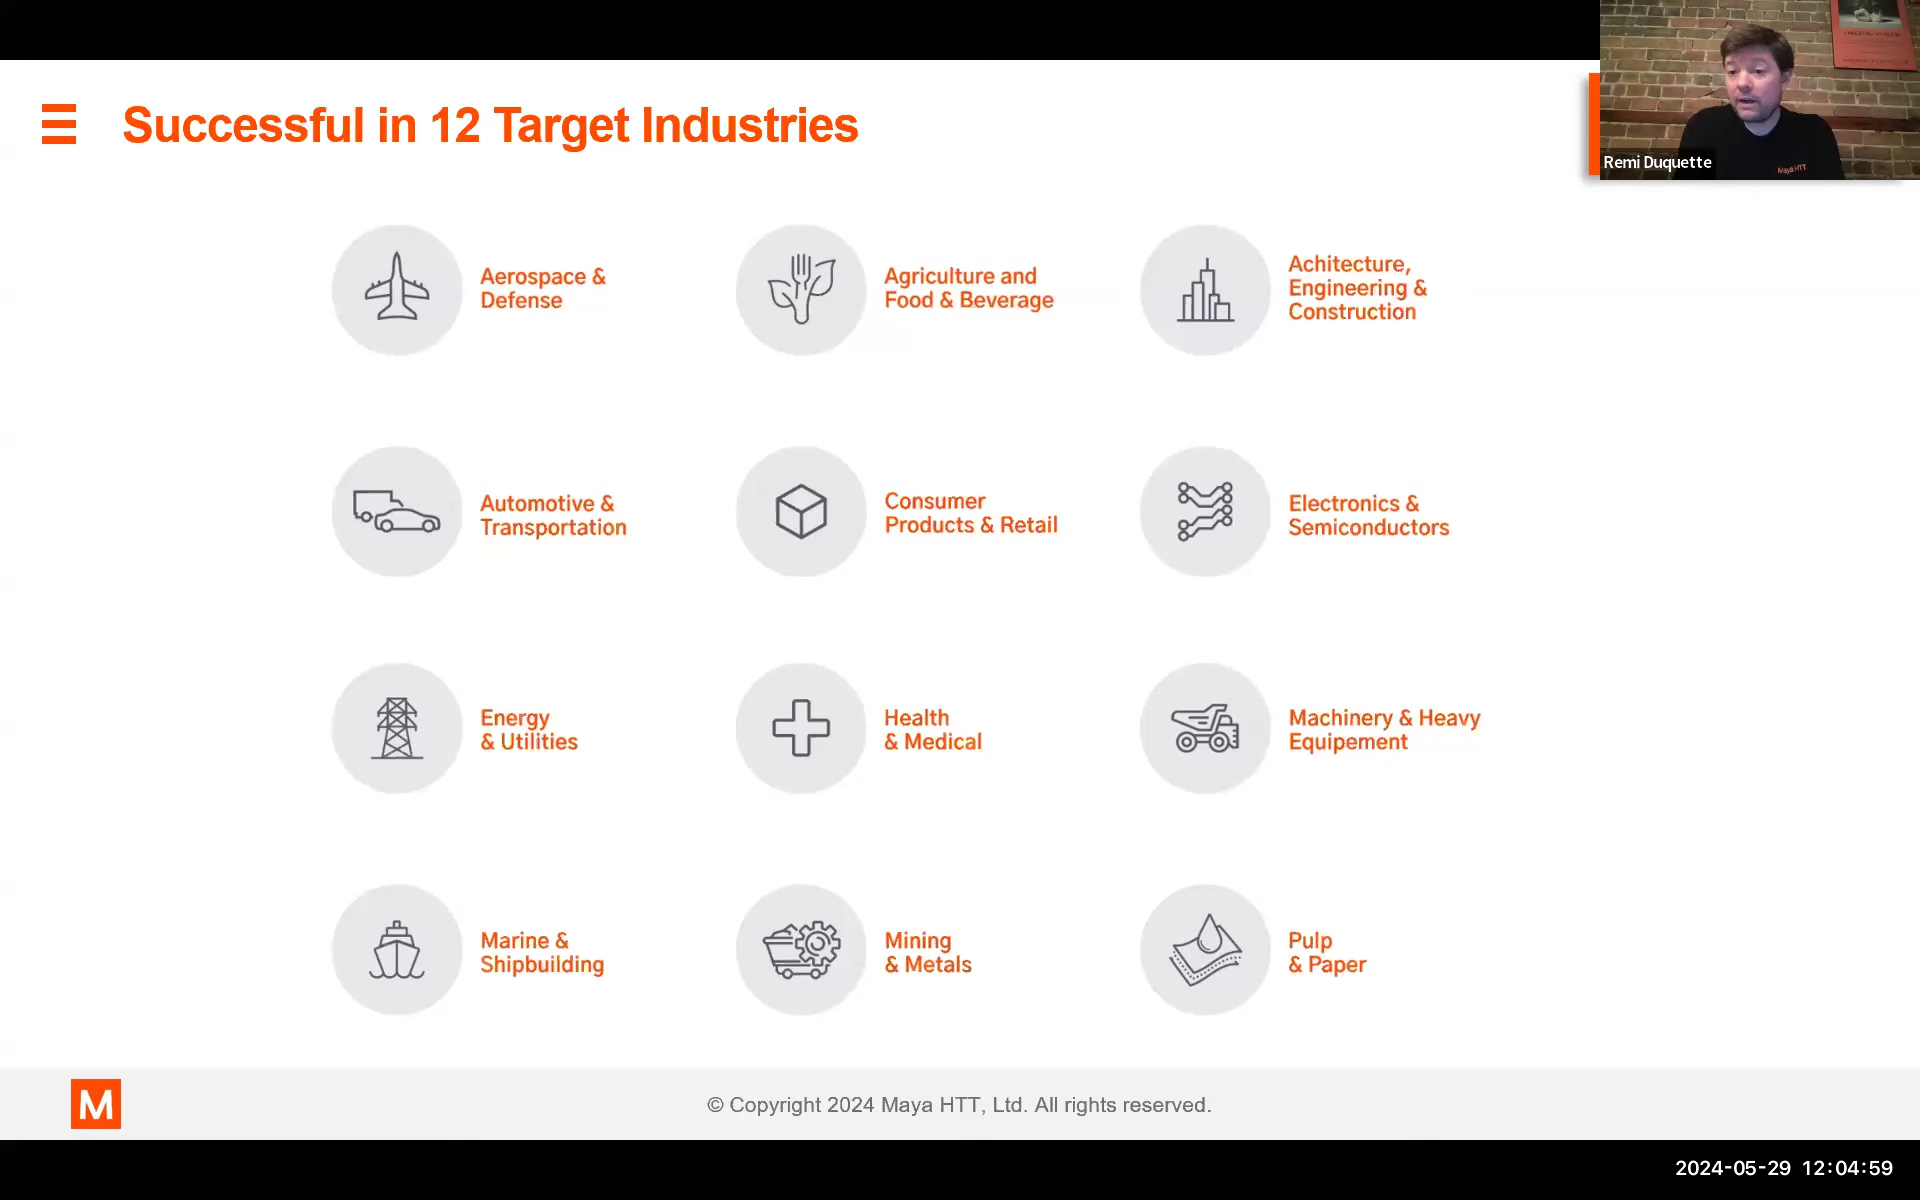 Successful in 12 Target Industries
Remi Duquette
Maya HTT
Aerospace &
Defense
Agriculture and
Food & Beverage
Achitecture,
Engineering &
Construction
Automotive &
Transportation
Consumer
Products & Retail
Electronics &
Semiconductors
Energy
& Utilities
Health
& Medical
Machinery & Heavy
Equipement
Marine &
Shipbuilding
Mining
& Metals
Pulp
& Paper
M
© Copyright 2024 Maya HTT, Ltd. All rights reserved.
2024-05-29 12:04:59